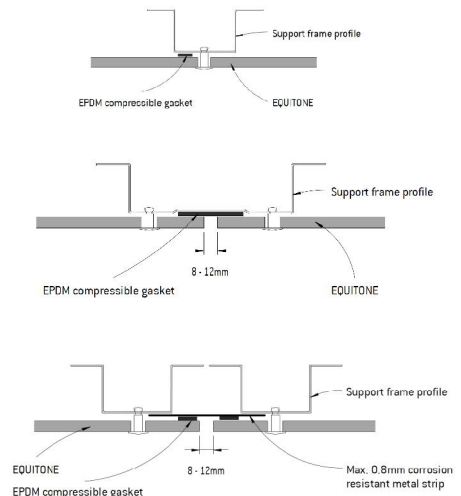 Support frame profile
EPDM compressible gasket
EQUITONE
Support frame profile
8 - 12mm
EPDM compressible gasket
EQUITONE
Support frame profile
EQUITONE
8 - 12mm
Max. 0,8mm corrosion
resistant metal strip
EPDM compressible gasket